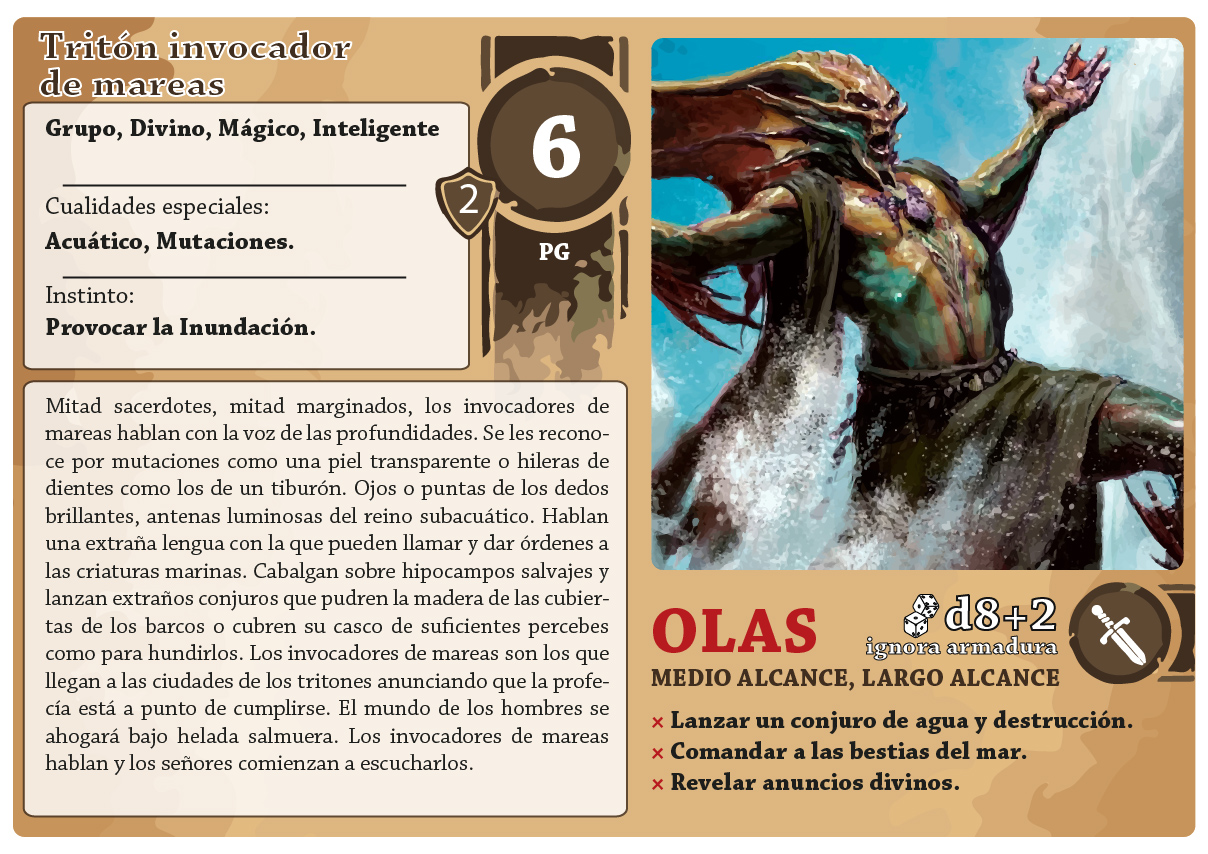 Tritón invocador
de mareas
Grupo, Divino, Mágico, Inteligente
Cualidades especiales:
Acuático, Mutaciones.
Instinto:
Provocar la Inundación.
2
6
PG
Mitad sacerdotes, mitad marginados, los invocadores de
mareas hablan con la voz de las profundidades. Se les recono-
ce por mutaciones como una piel transparente o hileras de
dientes como los de un tiburón. Ojos o puntas de los dedos
brillantes, antenas luminosas del reino subacuático. Hablan
una extraña lengua con la que pueden llamar y dar órdenes a
las criaturas marinas. Cabalgan sobre hipocampos salvajes y
lanzan extraños conjuros que pudren la madera de las cubier-
tas de los barcos o cubren su casco de suficientes percebes
como para hundirlos. Los invocadores de mareas son los que
llegan a las ciudades de los tritones anunciando que la profe-
cía está a punto de cumplirse. El mundo de los hombres se
ahogará bajo helada salmuera. Los invocadores de mareas
hablan y los señores comienzan a escucharlos.
OLAS
d8+2
ignora armadura
MEDIO ALCANCE, LARGO ALCANCE
× Lanzar un conjuro de agua y destrucción.
× Comandar a las bestias del mar.
× Revelar anuncios divinos.